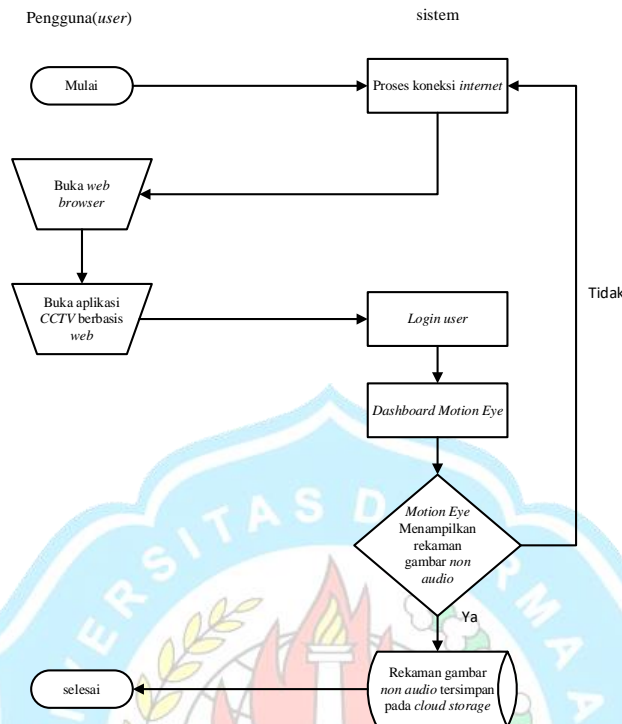 Pengguna(user)
sistem
Mulai
Proses koneksi internet
Buka web
browser
Tidak
Buka aplikasi
CCTV berbasis
web
Login user
Dashboard Motion Eye
Motion Eye
Menampilkan
rekaman
gambar non
audio
Ya
Rekaman gambar
non audio tersimpan
pada cloud storage
selesai